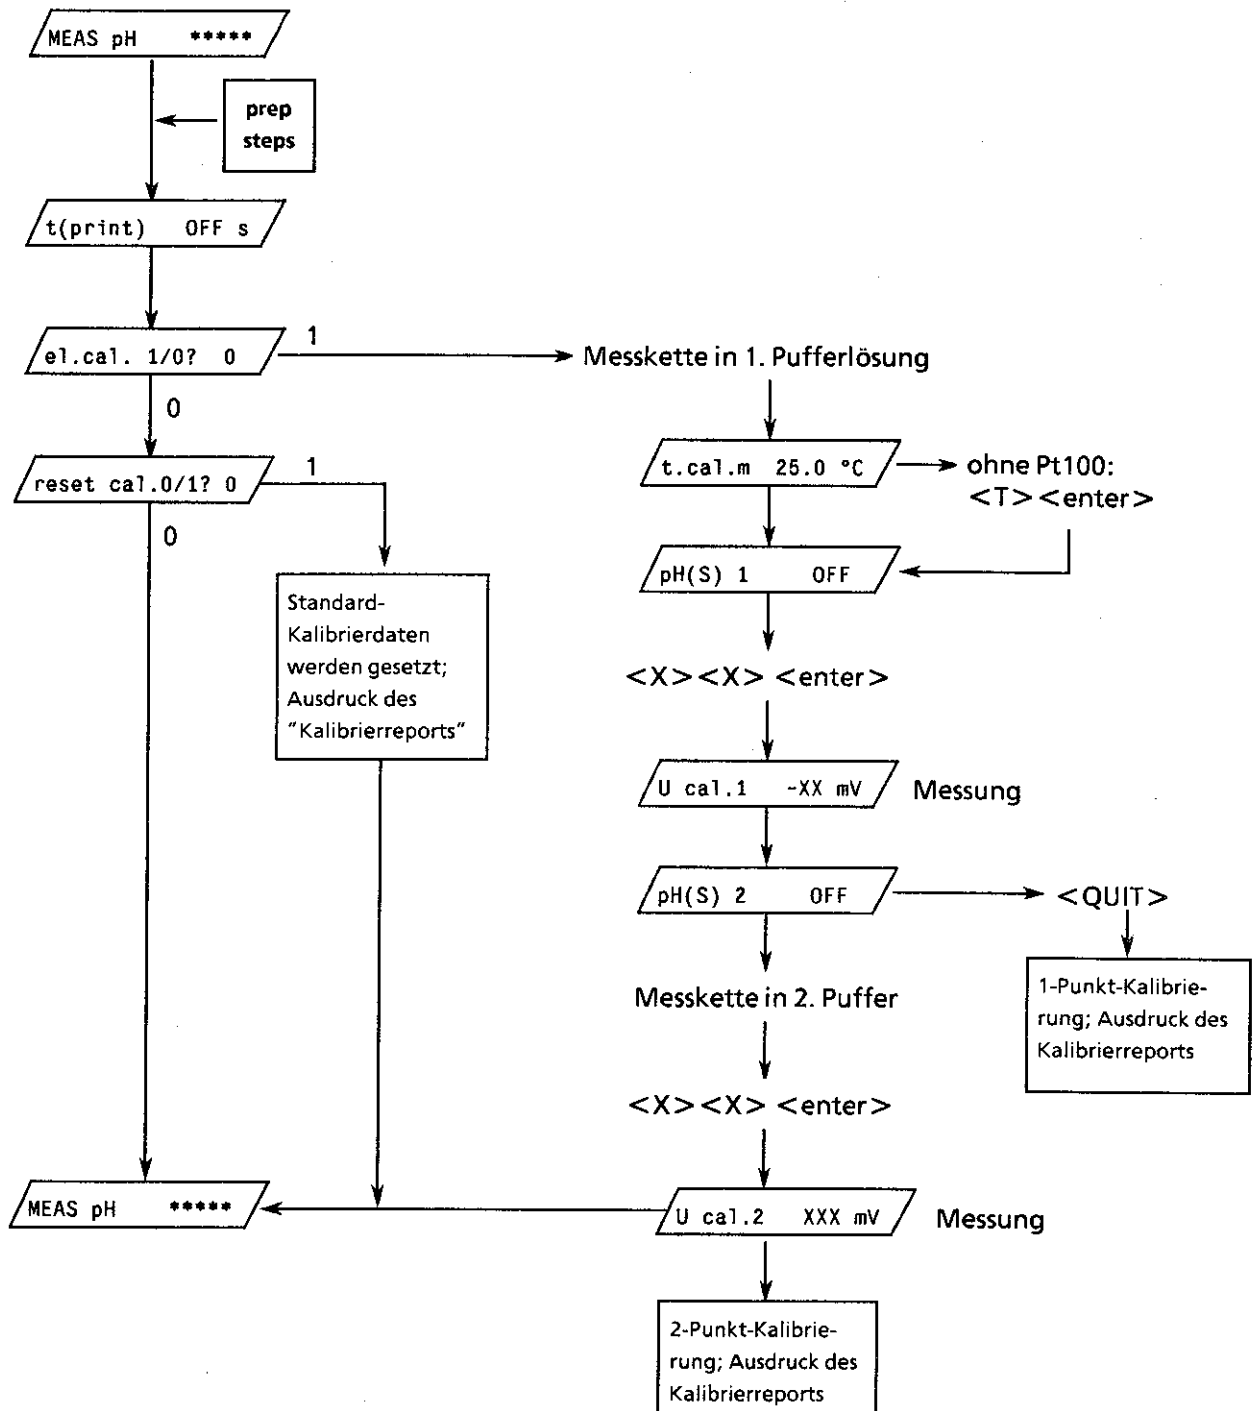 MEAS pH *****
prep
steps
t(print) OFF s
el.cal. 1/0? 0
1
0
reset cal.0/1? 0
1
0
Standard-
Kalibrierdaten
werden gesetzt;
Ausdruck des
"Kalibrierreports"
Messkette in 1. Pufferlösung
t.cal.m 25.0 °C
ohne Pt100:
<T> <enter>
pH(S) 1 OFF
<X> <X> <enter>
U cal.1 -XX mV
Messung
pH(S) 2 OFF
<QUIT>
1-Punkt-Kalibrie-
rung; Ausdruck des
Kalibrierreports
Messkette in 2. Puffer
<X> <X> <enter>
U cal.2 XXX mV
Messung
MEAS pH *****
2-Punkt-Kalibrie-
rung; Ausdruck des
Kalibrierreports